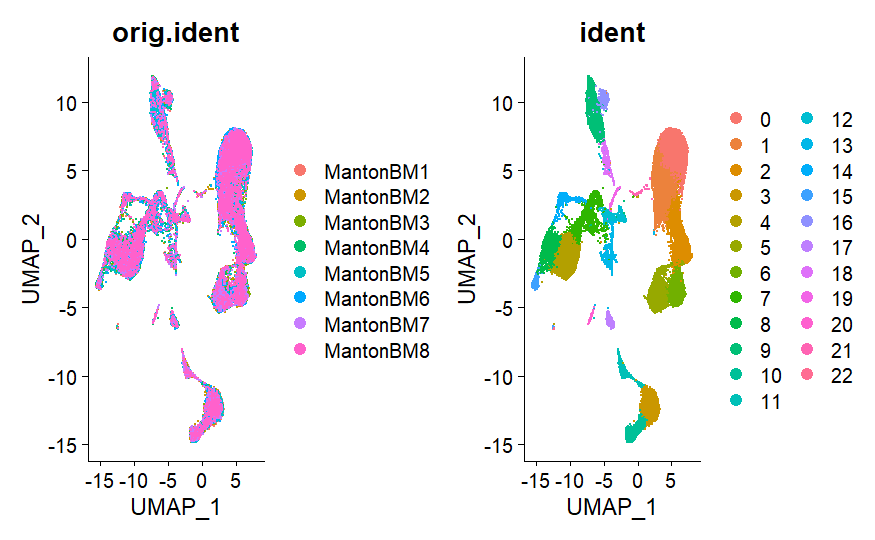 orig.ident
10
5
0
-5
-10
-15
UMAP_2
-15 -10 -5 0 5
UMAP_1
MantonBM1
MantonBM2
MantonBM3
MantonBM4
MantonBM5
MantonBM6
MantonBM7
MantonBM8
ident
10
5
0
-5
-10
-15
UMAP_2
-15 -10 -5 0 5
UMAP_1
0
1
2
3
4
5
6
7
8
9
10
11
12
13
14
15
16
17
18
19
20
21
22